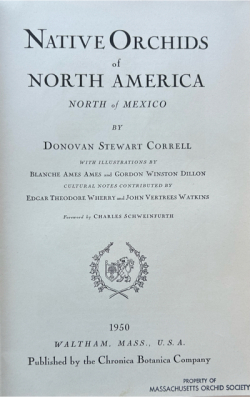 NATIVE ORCHIDS
of
NORTH AMERICA
NORTH of MEXICO
BY
DONOVAN STEWART CORRELL
WITH ILLUSTRATIONS BY
BLANCHE AMES AMES and GORDON WINSTON DILLON
CULTURAL NOTES CONTRIBUTED BY
EDGAR THEODORE WHERRY and JOHN VERTREES WATKINS
Foreword by CHARLES SCHWEINFURTH
1950
WALTHAM, MASS., U.S.A.
Published by the Chronica Botanica Company
PROPERTY OF
MASSACHUSETTS ORCHID SOCIETY